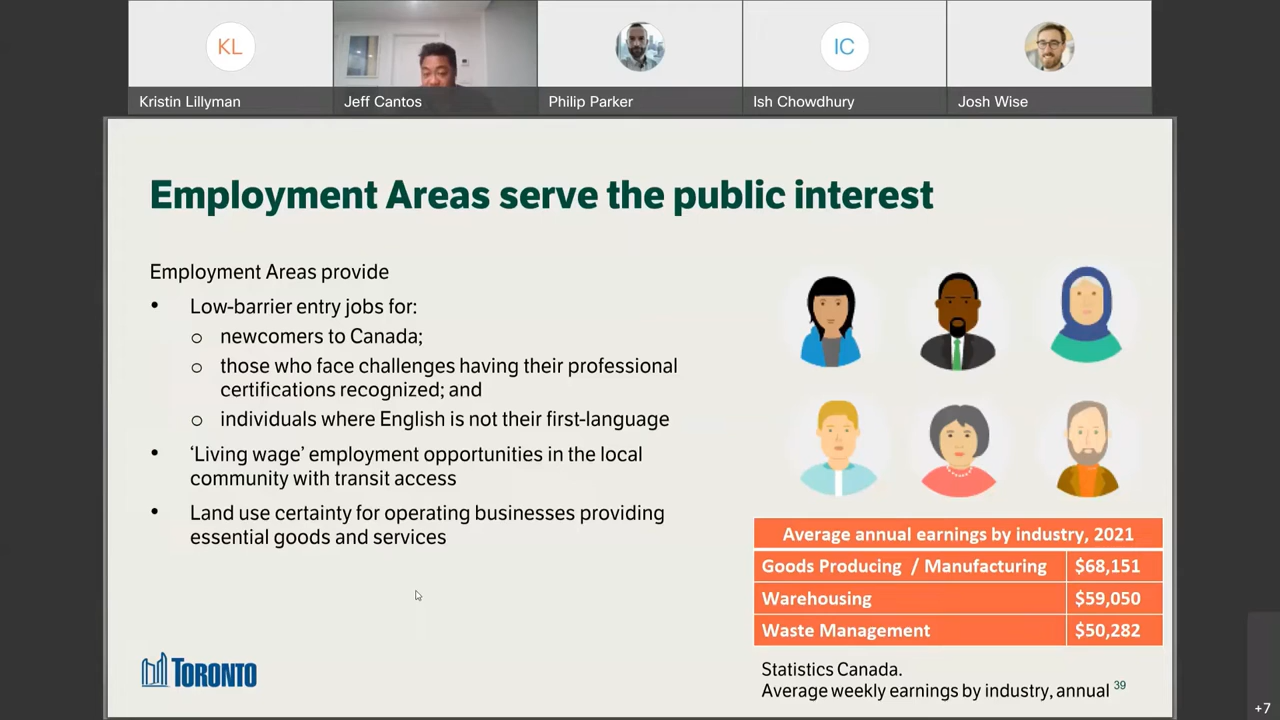 KL
IC
Kristin Lillyman
Jeff Cantos
Philip Parker
Ish Chowdhury
Josh Wise
Employment Areas serve the public interest
Employment Areas provide
• Low-barrier entry jobs for:
o newcomers to Canada;
o those who face challenges having their professional
certifications recognized; and
o individuals where English is not their first-language
• ‘Living wage’ employment opportunities in the local
community with transit access
• Land use certainty for operating businesses providing
essential goods and services
Average annual earnings by industry, 2021
Goods Producing / Manufacturing $68,151
Warehousing $59,050
Waste Management $50,282
Statistics Canada.
Average weekly earnings by industry, annual 39
TORONTO
+7